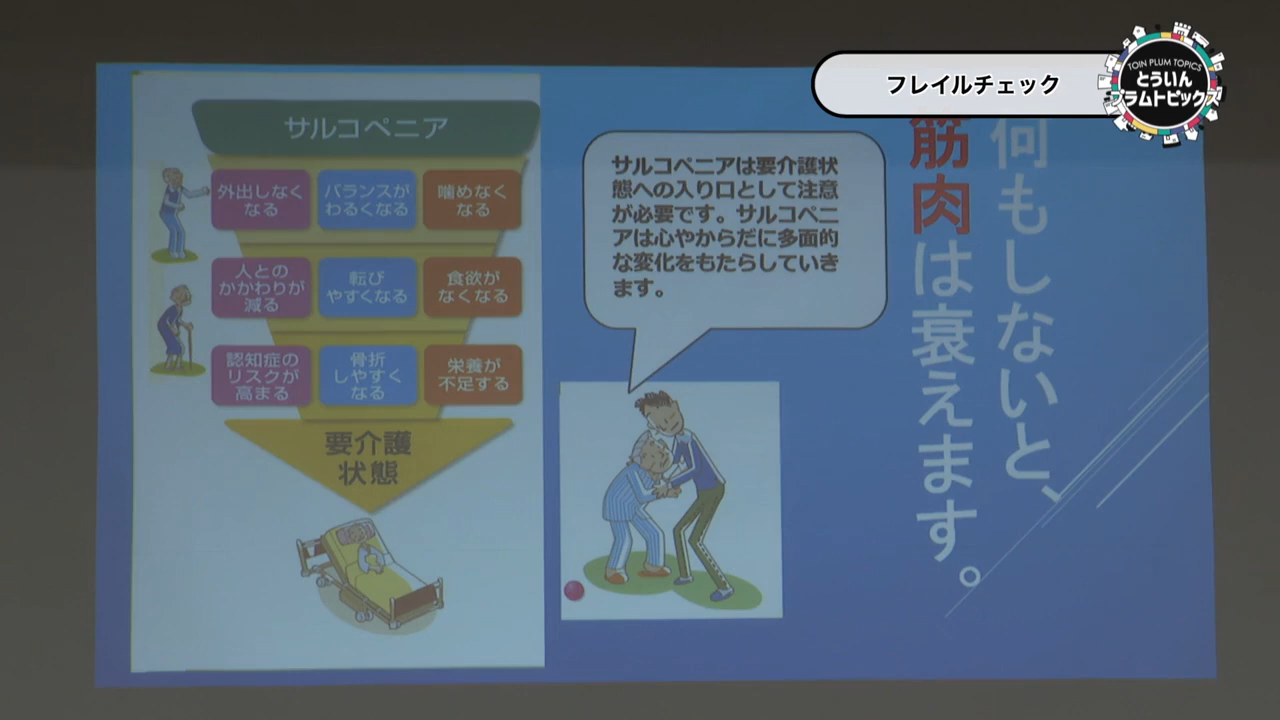 フレイルチェック
TOIN PLUM TOPICS
とういん
プラムトピックス
何もしないと、
筋肉は衰えます。
サルコペニア
外出しなく
なる
バランスが
わるくなる
噛めなく
なる
人との
かかわりが
減る
転び
やすくなる
食欲が
なくなる
認知症の
リスクが
高まる
骨折
しやすく
なる
栄養が
不足する
要介護
状態
サルコペニアは要介護状
態への入り口として注意
が必要です。サルコペニ
アは心やからだに多面的
な変化をもたらしていき
ます。